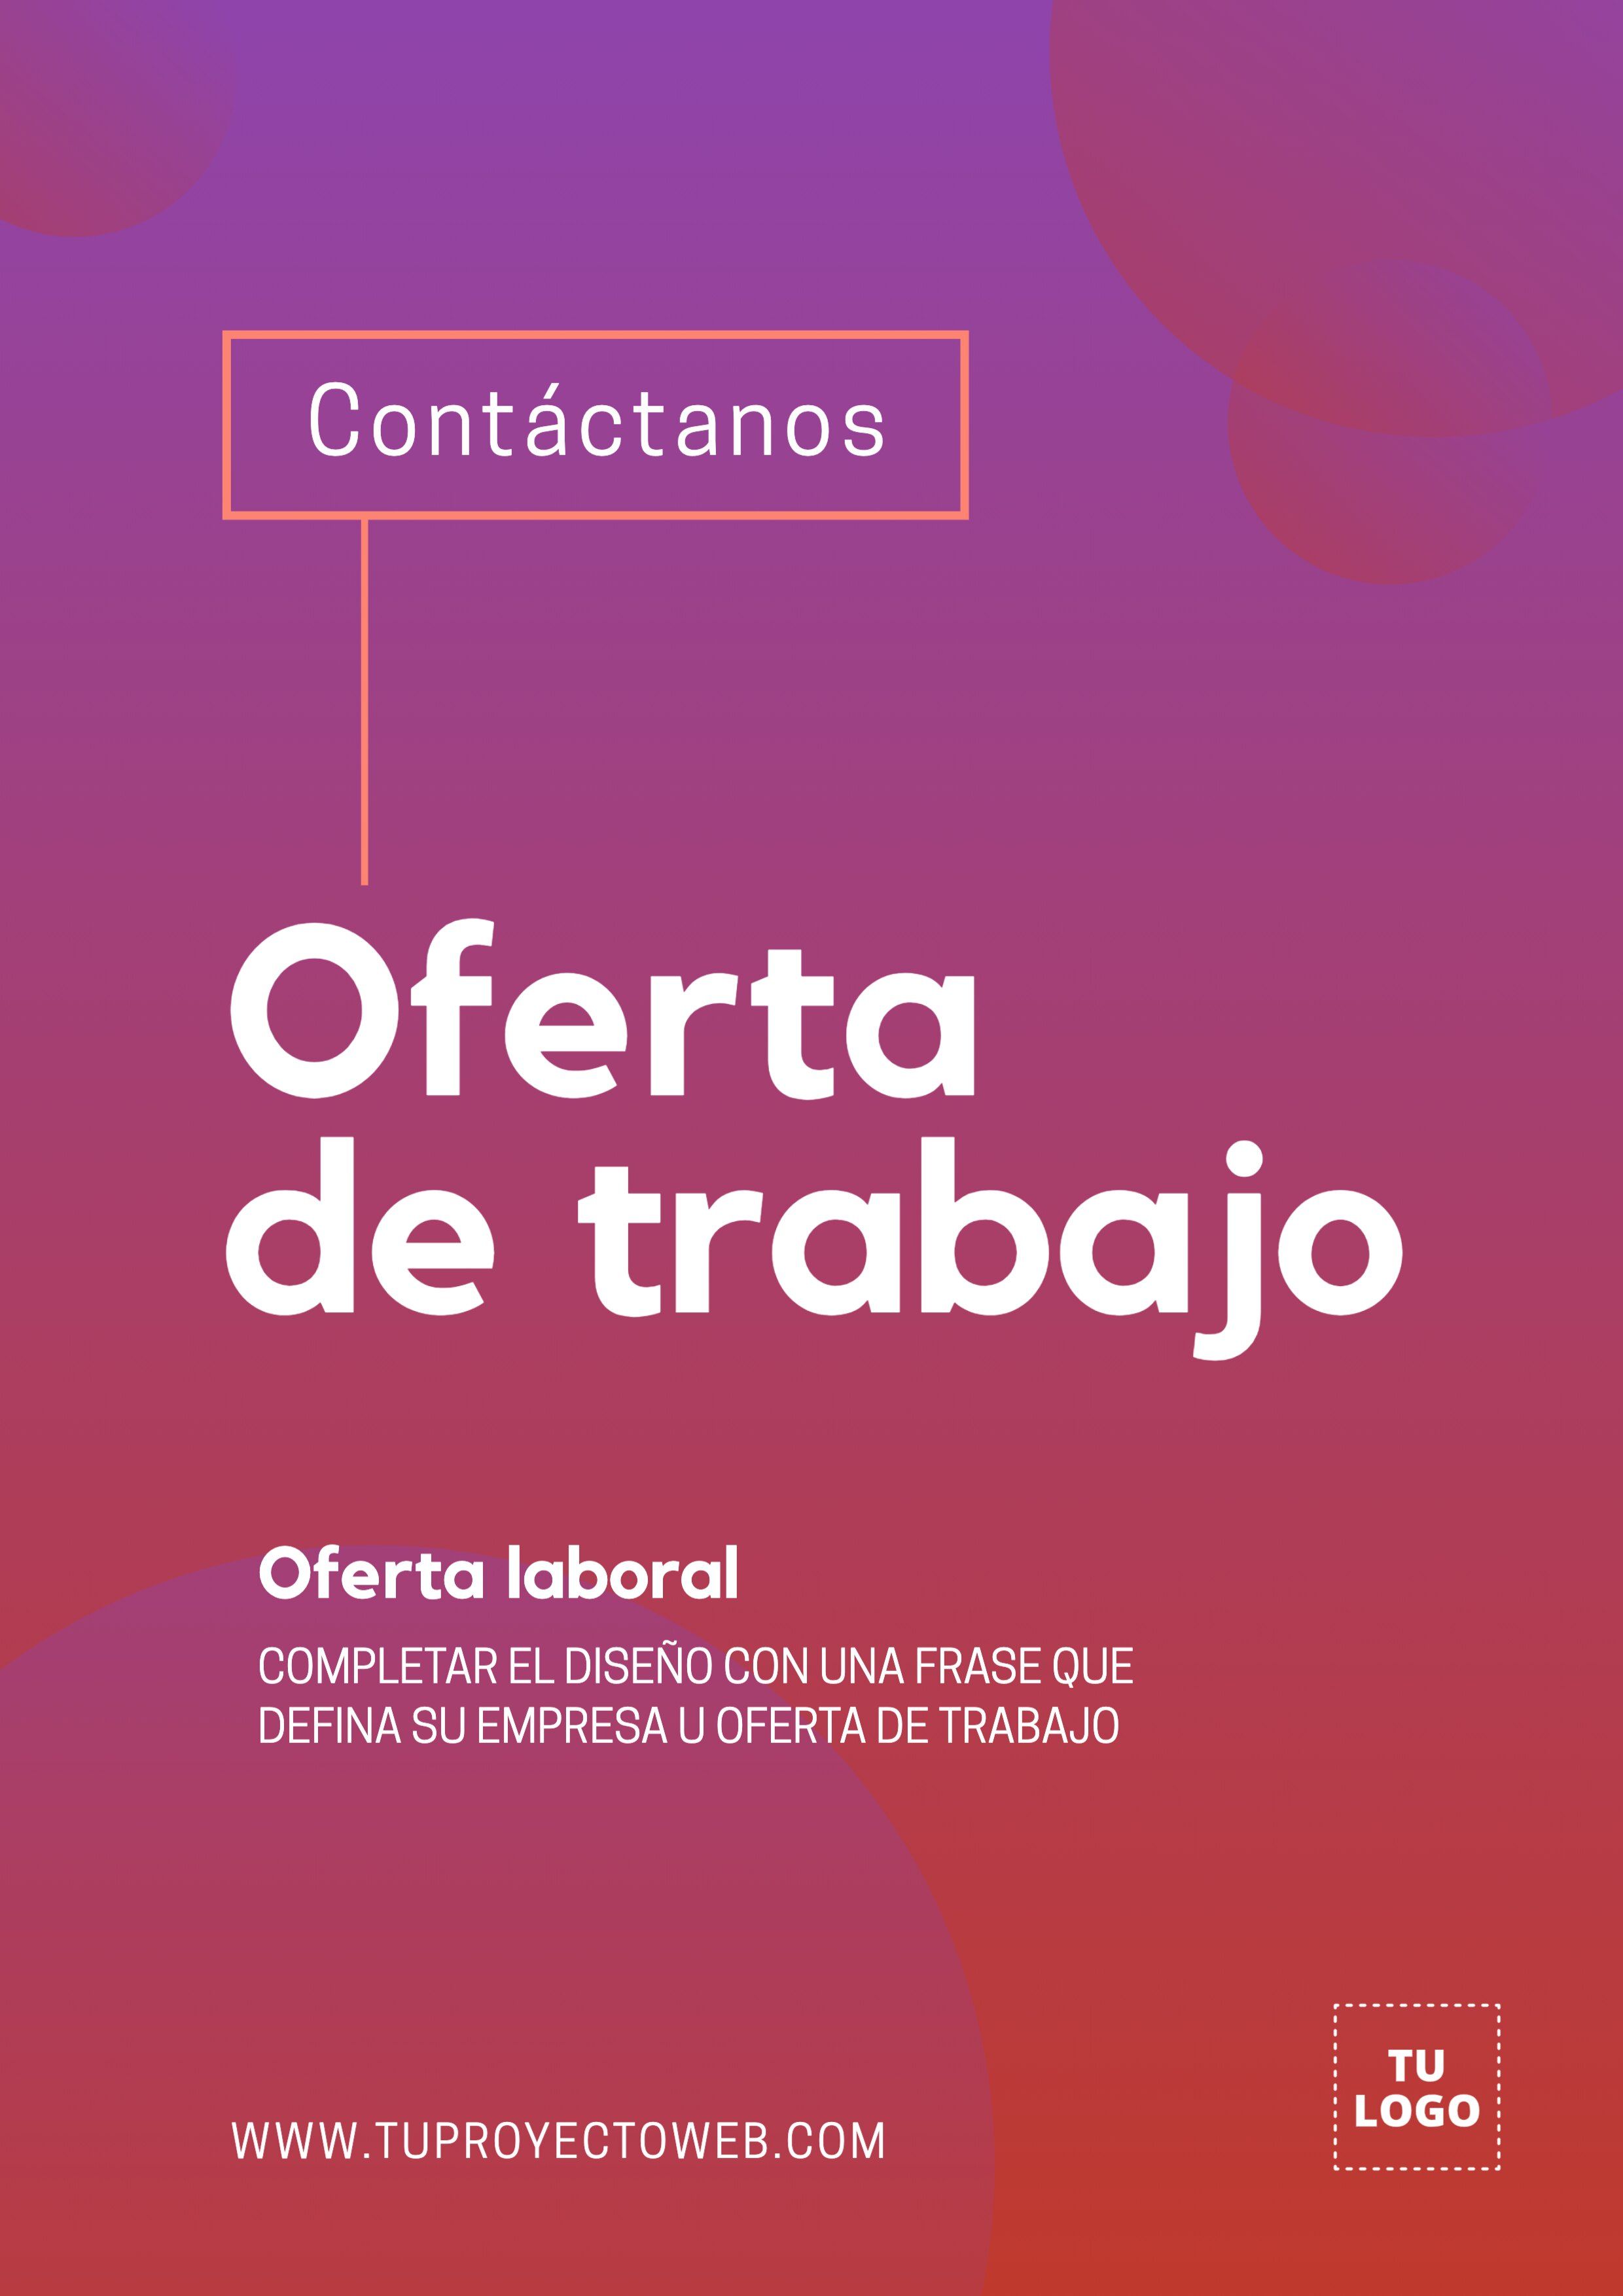 Contáctanos
Oferta
de trabajo
Oferta laboral
COMPLETAR EL DISEÑO CON UNA FRASE QUE
DEFINA SU EMPRESA U OFERTA DE TRABAJO
TU
LOGO
WWW.TUPROYECTOWEB.COM